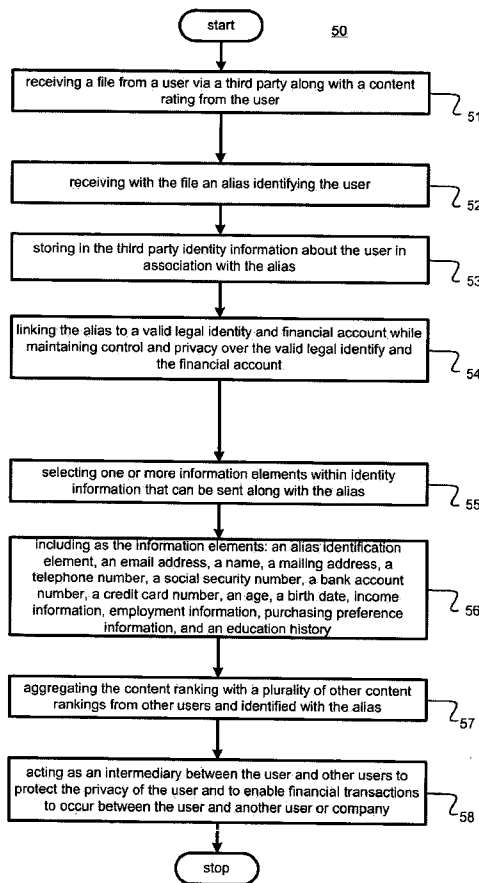 start
50
receiving a file from a user via a third party along with a content
rating from the user
51
receiving with the file an alias identifying the user
52
storing in the third party identity information about the user in
association with the alias
53
linking the alias to a valid legal identity and financial account while
maintaining control and privacy over the valid legal identify and
the financial account
54
selecting one or more information elements within identity
information that can be sent along with the alias
55
including as the information elements: an alias identification
element, an email address, a name, a mailing address, a
telephone number, a social security number, a bank account
number, a credit card number, an age, a birth date, income
information, employment information, purchasing preference
information, and an education history
56
aggregating the content ranking with a plurality of other content
rankings from other users and identified with the alias
57
acting as an intermediary between the user and other users to
protect the privacy of the user and to enable financial transactions
to occur between the user and another user or company
58
stop